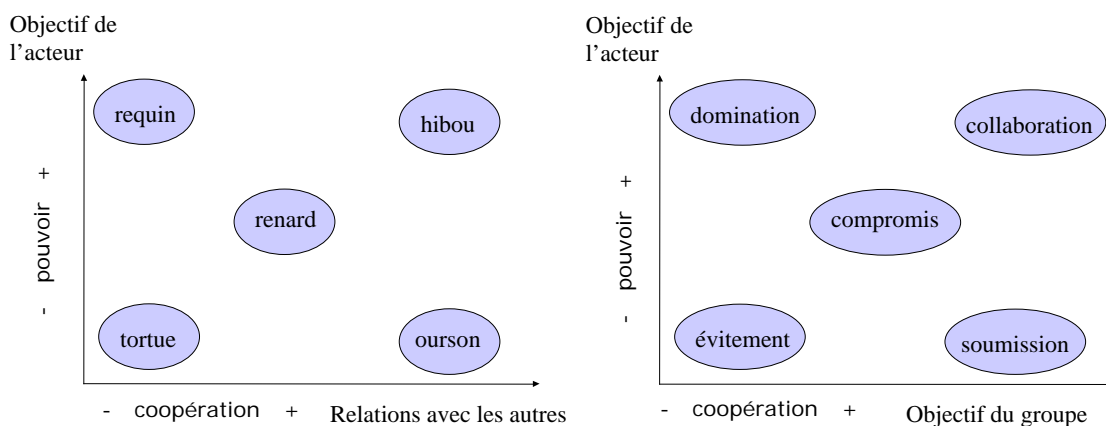 Objectif de
l’acteur
requin
hibou
renard
tortue
ourson
- pouvoir +
- coopération + Relations avec les autres
Objectif de
l’acteur
domination
collaboration
compromis
évitement
soumission
- pouvoir +
- coopération + Objectif du groupe